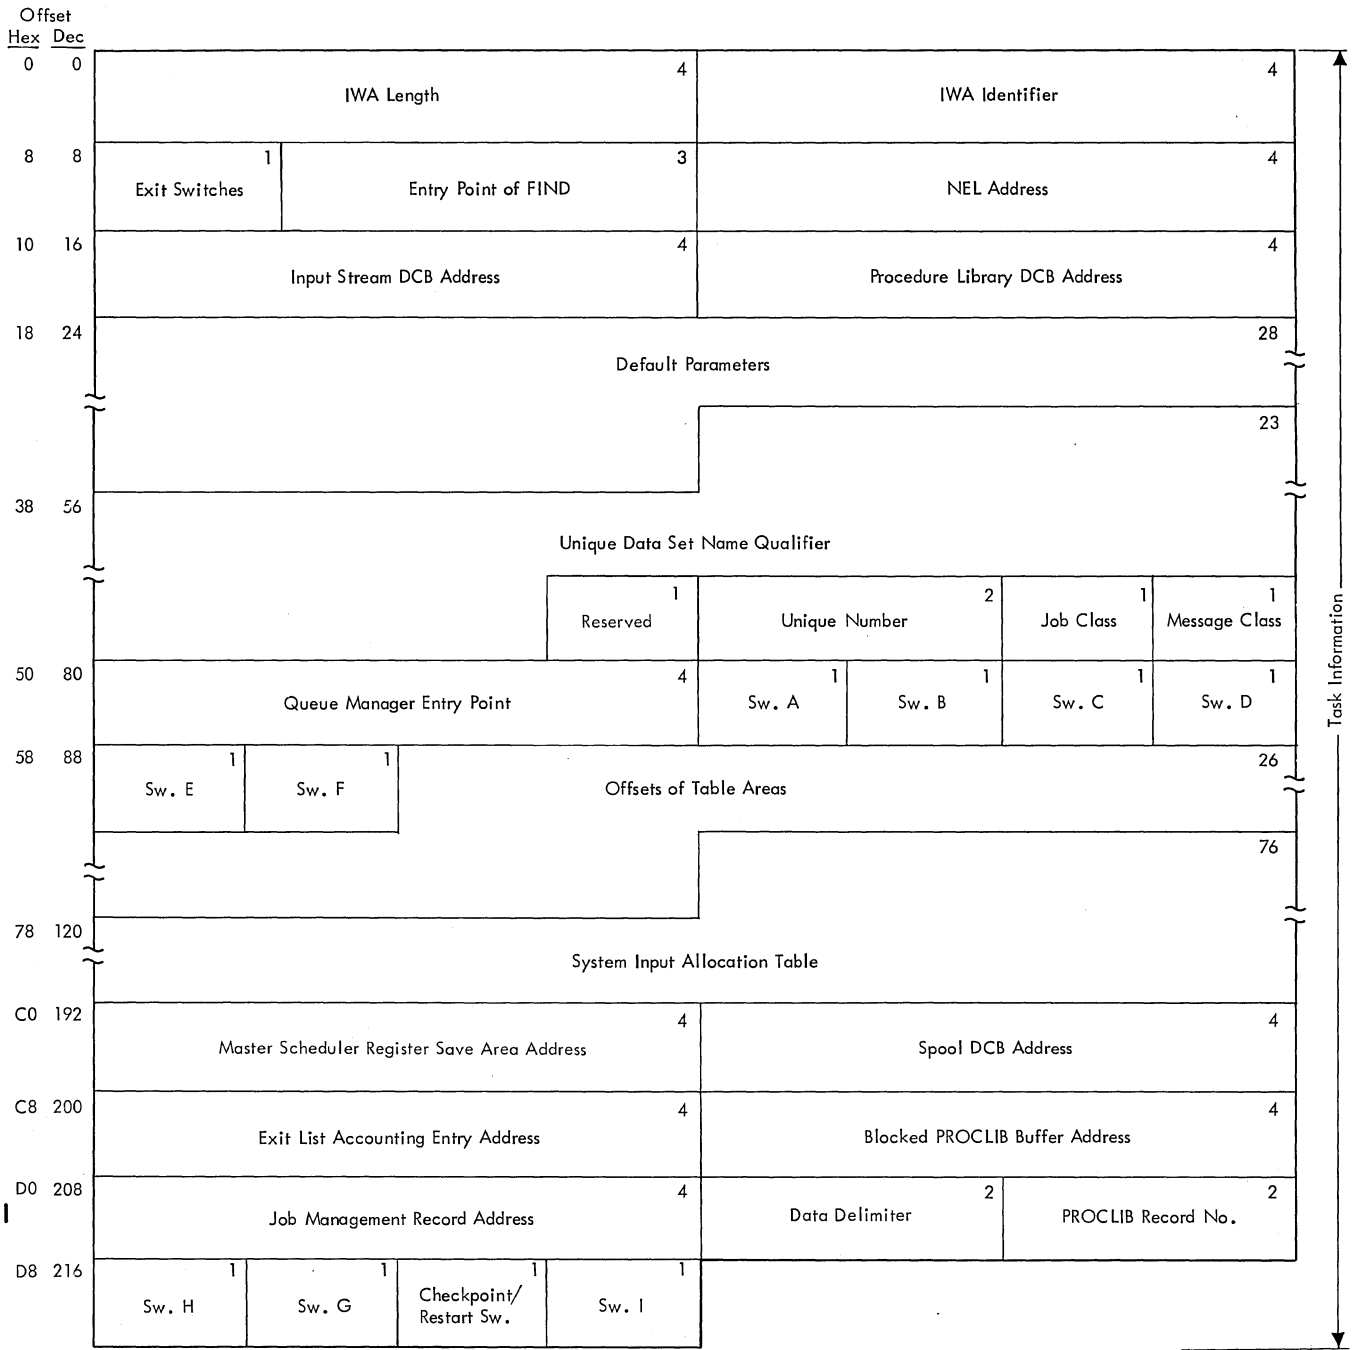 Offset
Hex Dec
0 0 4 4
IWA Length IWA Identifier
8 8 1 3 4
Exit Switches Entry Point of FIND NEL Address
10 16 4 4
Input Stream DCB Address Procedure Library DCB Address
18 24 28
Default Parameters
23
38 56
Unique Data Set Name Qualifier
1 2 1 1
Reserved Unique Number Job Class Message Class
50 80 4 1 1 1 1
Queue Manager Entry Point Sw. A Sw. B Sw. C Sw. D
58 88 1 1 26
Sw. E Sw. F Offsets of Table Areas
76
78 120
System Input Allocation Table
C0 192 4 4
Master Scheduler Register Save Area Address Spool DCB Address
C8 200 4 4
Exit List Accounting Entry Address Blocked PROCLIB Buffer Address
D0 208 4 2 2
Job Management Record Address Data Delimiter PROCLIB Record No.
D8 216 1 1 1 1
Sw. H Sw. G Checkpoint/
Restart Sw. Sw. I
Task Information